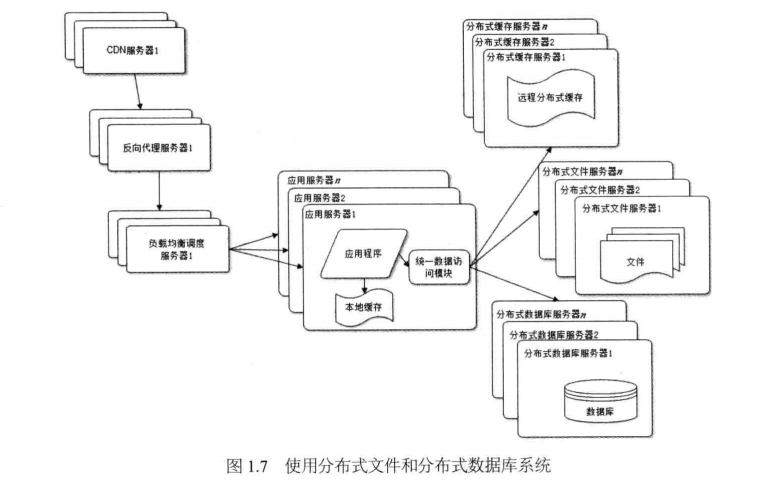 CDN服务器1
反向代理服务器1
负载均衡调度
服务器1
应用服务器n
应用服务器2
应用服务器1
应用程序
统一数据访
问模块
本地缓存
分布式缓存服务器n
分布式缓存服务器2
分布式缓存服务器1
远程分布式缓存
分布式文件服务器n
分布式文件服务器2
分布式文件服务器1
文件
分布式数据库服务器n
分布式数据库服务器2
分布式数据库服务器1
数据库
图 1.7 使用分布式文件和分布式数据库系统